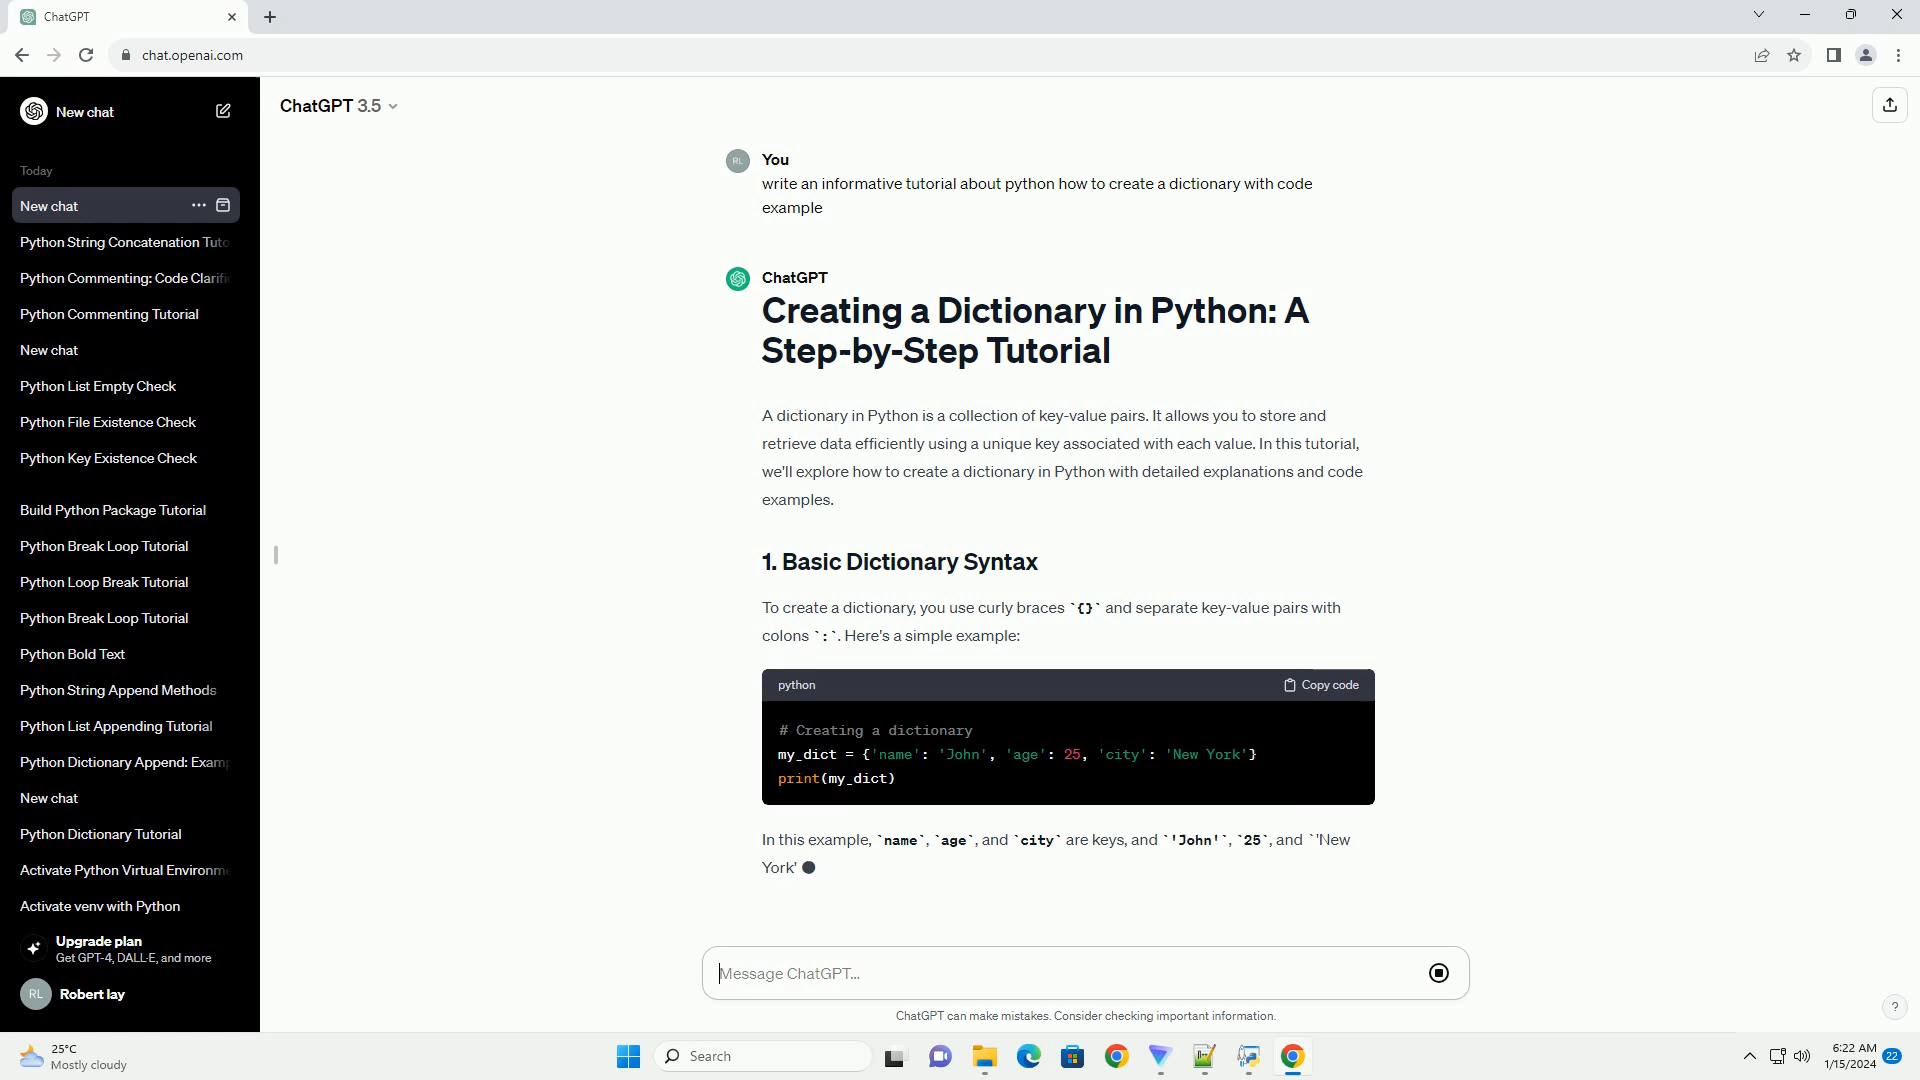 ChatGPT
chat.openai.com
New chat
Today
New chat
Python String Concatenation Tuto
Python Commenting: Code Clarifi
Python Commenting Tutorial
New chat
Python List Empty Check
Python File Existence Check
Python Key Existence Check
Build Python Package Tutorial
Python Break Loop Tutorial
Python Loop Break Tutorial
Python Break Loop Tutorial
Python Bold Text
Python String Append Methods
Python List Appending Tutorial
Python Dictionary Append: Examp
New chat
Python Dictionary Tutorial
Activate Python Virtual Environme
Activate venv with Python
Upgrade plan
Get GPT-4, DALL·E, and more
RL Robert lay
ChatGPT 3.5
RL You
write an informative tutorial about python how to create a dictionary with code
example
ChatGPT
Creating a Dictionary in Python: A
Step-by-Step Tutorial
A dictionary in Python is a collection of key-value pairs. It allows you to store and
retrieve data efficiently using a unique key associated with each value. In this tutorial,
we'll explore how to create a dictionary in Python with detailed explanations and code
examples.
1. Basic Dictionary Syntax
To create a dictionary, you use curly braces `{}` and separate key-value pairs with
colons `:`. Here's a simple example:
python Copy code
# Creating a dictionary
my_dict = {'name': 'John', 'age': 25, 'city': 'New York'}
print(my_dict)
In this example, `name`, `age`, and `city` are keys, and `'John'`, `25`, and `'New
York'
Message ChatGPT...
ChatGPT can make mistakes. Consider checking important information.
?
25°C
Mostly cloudy
Search
6:22 AM
1/15/2024
22